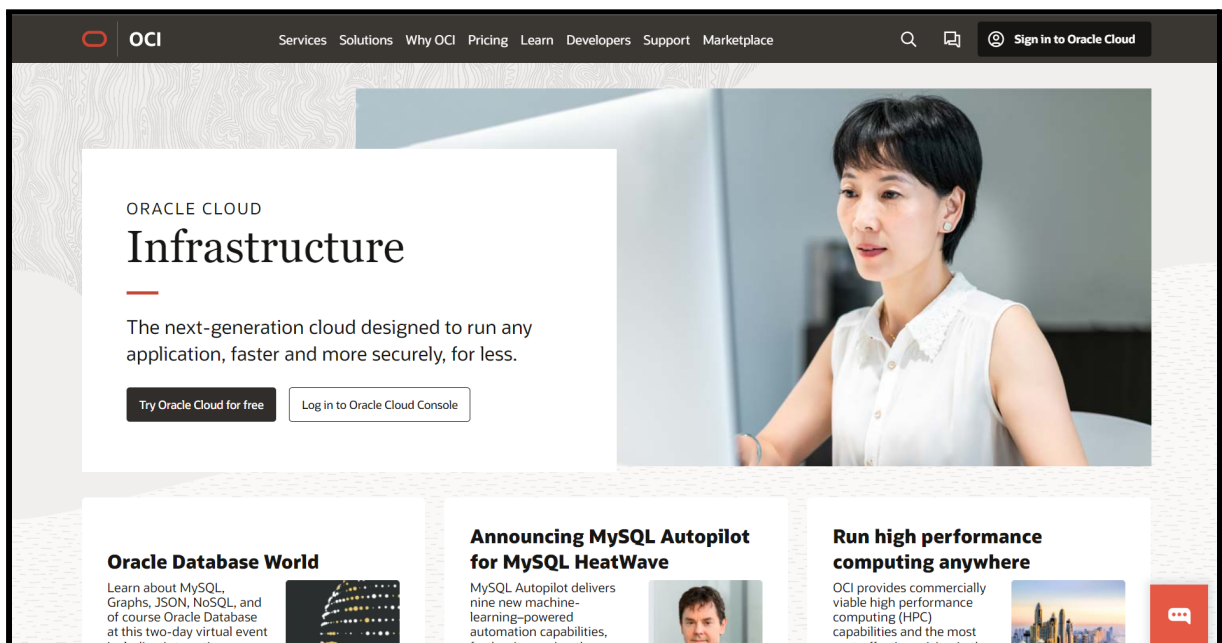 OCI
Services Solutions Why OCI Pricing Learn Developers Support Marketplace
Sign in to Oracle Cloud
ORACLE CLOUD
Infrastructure
The next-generation cloud designed to run any
application, faster and more securely, for less.
Try Oracle Cloud for free
Log in to Oracle Cloud Console
Oracle Database World
Learn about MySQL,
Graphs, JSON, NoSQL, and
of course Oracle Database
at this two-day virtual event
Announcing MySQL Autopilot
for MySQL HeatWave
MySQL Autopilot delivers
nine new machine-
learning–powered
automation capabilities,
Run high performance
computing anywhere
OCI provides commercially
viable high performance
computing (HPC)
capabilities and the most